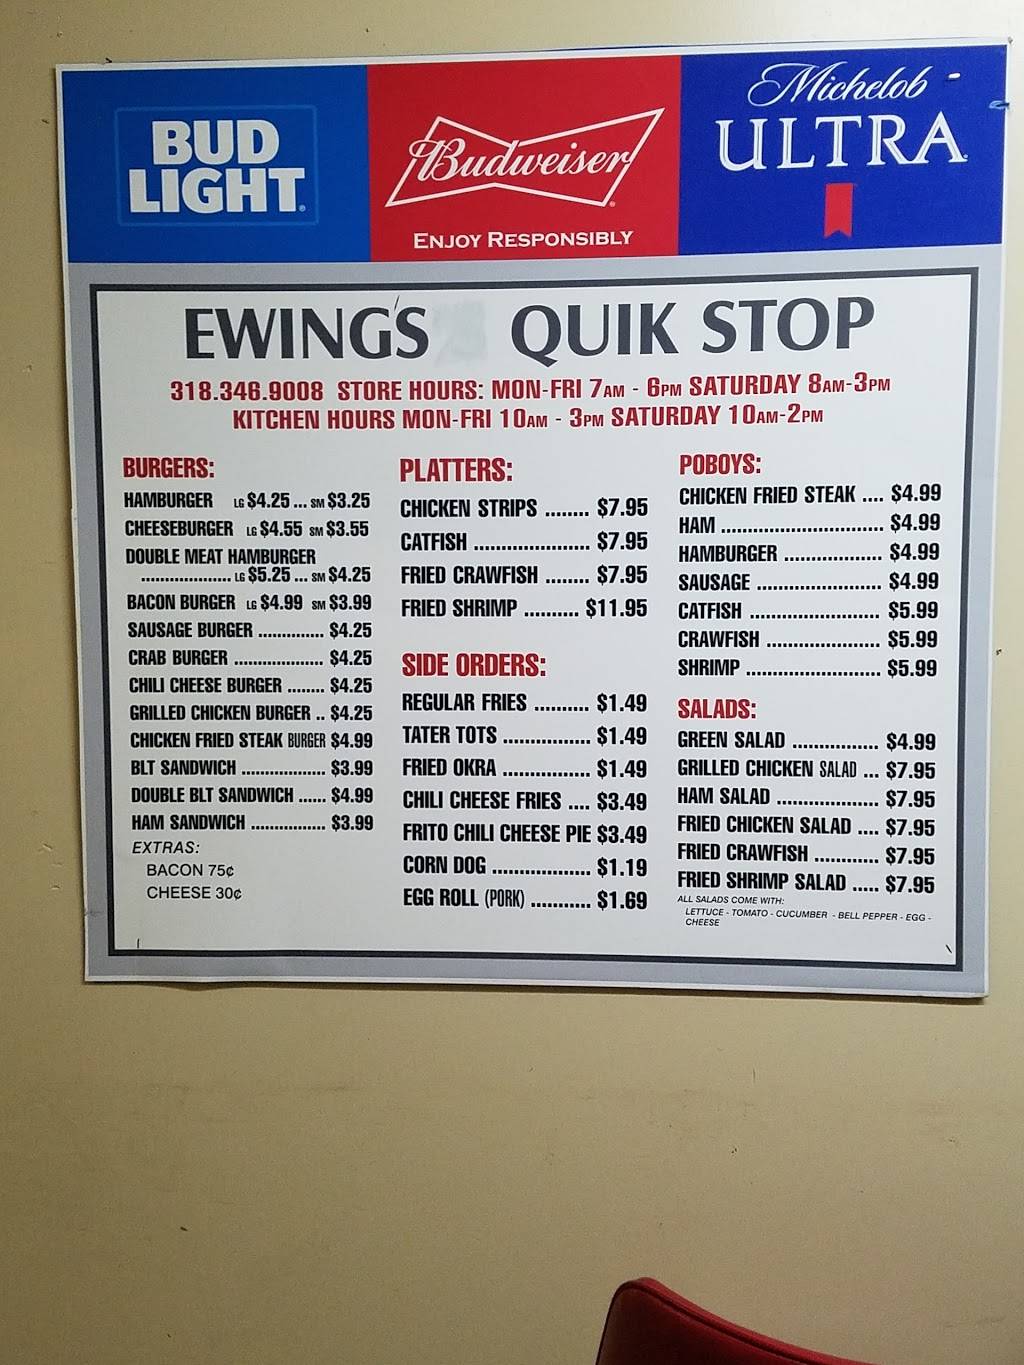 BUD
LIGHT
Budweiser
ENJOY RESPONSIBLY
Michelob
ULTRA
EWING'S QUIK STOP
318.346.9008 STORE HOURS: MON-FRI 7AM - 6PM SATURDAY 8AM-3PM
KITCHEN HOURS MON-FRI 10AM - 3PM SATURDAY 10AM-2PM
BURGERS:
HAMBURGER LG $4.25 ... SM $3.25
CHEESEBURGER LG $4.55 SM $3.55
DOUBLE MEAT HAMBURGER
.................... LG $5.25 ... SM $4.25
BACON BURGER LG $4.99 SM $3.99
SAUSAGE BURGER .............. $4.25
CRAB BURGER ................... $4.25
CHILI CHEESE BURGER ........ $4.25
GRILLED CHICKEN BURGER .. $4.25
CHICKEN FRIED STEAK BURGER $4.99
BLT SANDWICH .................. $3.99
DOUBLE BLT SANDWICH ...... $4.99
HAM SANDWICH ................ $3.99
EXTRAS:
BACON 75¢
CHEESE 30¢
PLATTERS:
CHICKEN STRIPS ........ $7.95
CATFISH ..................... $7.95
FRIED CRAWFISH ........ $7.95
FRIED SHRIMP .......... $11.95
SIDE ORDERS:
REGULAR FRIES .......... $1.49
TATER TOTS ................ $1.49
FRIED OKRA ................ $1.49
CHILI CHEESE FRIES .... $3.49
FRITO CHILI CHEESE PIE $3.49
CORN DOG .................. $1.19
EGG ROLL (PORK) ........... $1.69
POBOYS:
CHICKEN FRIED STEAK .... $4.99
HAM .............................. $4.99
HAMBURGER .................. $4.99
SAUSAGE ....................... $4.99
CATFISH ........................ $5.99
CRAWFISH ..................... $5.99
SHRIMP ......................... $5.99
SALADS:
GREEN SALAD ................ $4.99
GRILLED CHICKEN SALAD ... $7.95
HAM SALAD ................... $7.95
FRIED CHICKEN SALAD .... $7.95
FRIED CRAWFISH ............ $7.95
FRIED SHRIMP SALAD ..... $7.95
ALL SALADS COME WITH:
LETTUCE - TOMATO - CUCUMBER - BELL PEPPER - EGG -
CHEESE